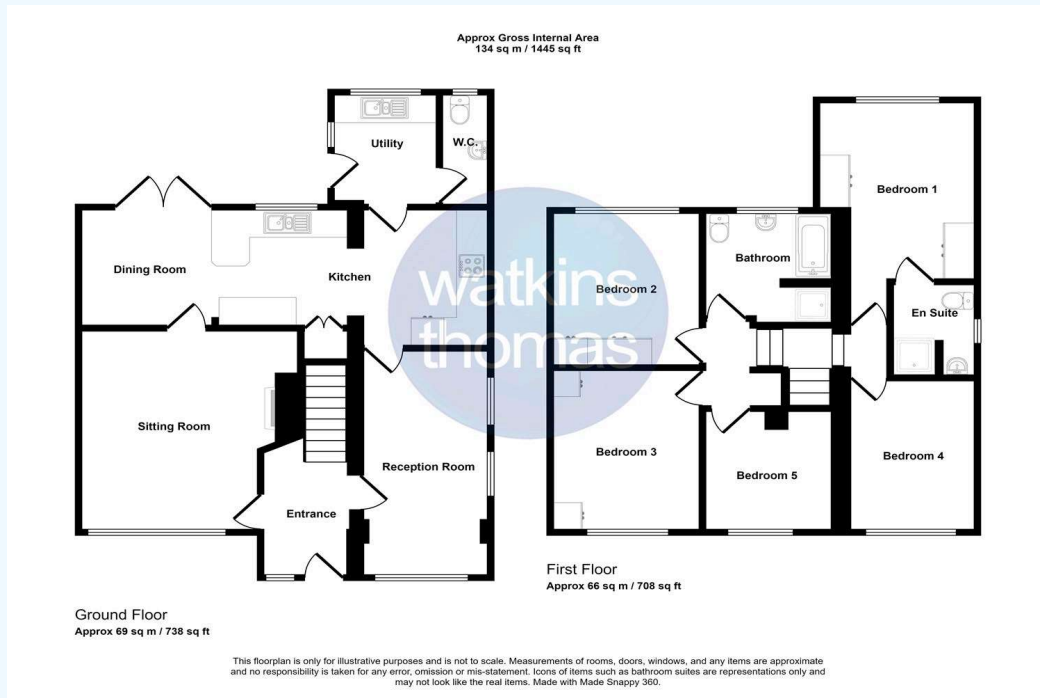 Approx Gross Internal Area
134 sq m / 1445 sq ft
Utility
W.C.
Bedroom 1
Dining Room
Kitchen
Bathroom
Bedroom 2
En Suite
watkins
thomas
Sitting Room
Reception Room
Bedroom 3
Bedroom 4
Bedroom 5
Entrance
First Floor
Approx 66 sq m / 708 sq ft
Ground Floor
Approx 69 sq m / 738 sq ft
This floorplan is only for illustrative purposes and is not to scale. Measurements of rooms, doors, windows, and any items are approximate
and no responsibility is taken for any error, omission or mis-statement. Icons of items such as bathroom suites are representations only and
may not look like the real items. Made with Made Snappy 360.